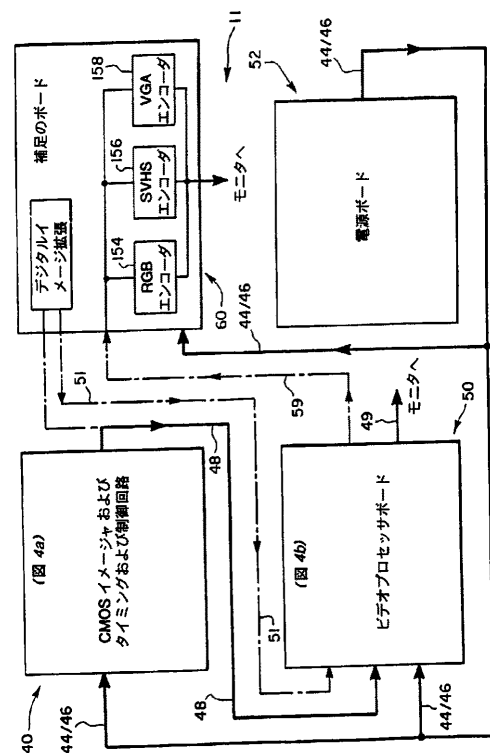 11
補足のボード
158
VGA
エンコーダ
156
SVHS
エンコーダ
154
RGB
エンコーダ
デジタルイ
メージ拡張
モニタへ
60
52
44/46
電源ボード
44/46
51
59
48
(図 4a)
CMOS イメージャ および
タイミングおよび制御回路
40
44/46
48
51
(図 4b)
ビデオプロセッサボード
49
モニタへ
50
44/46